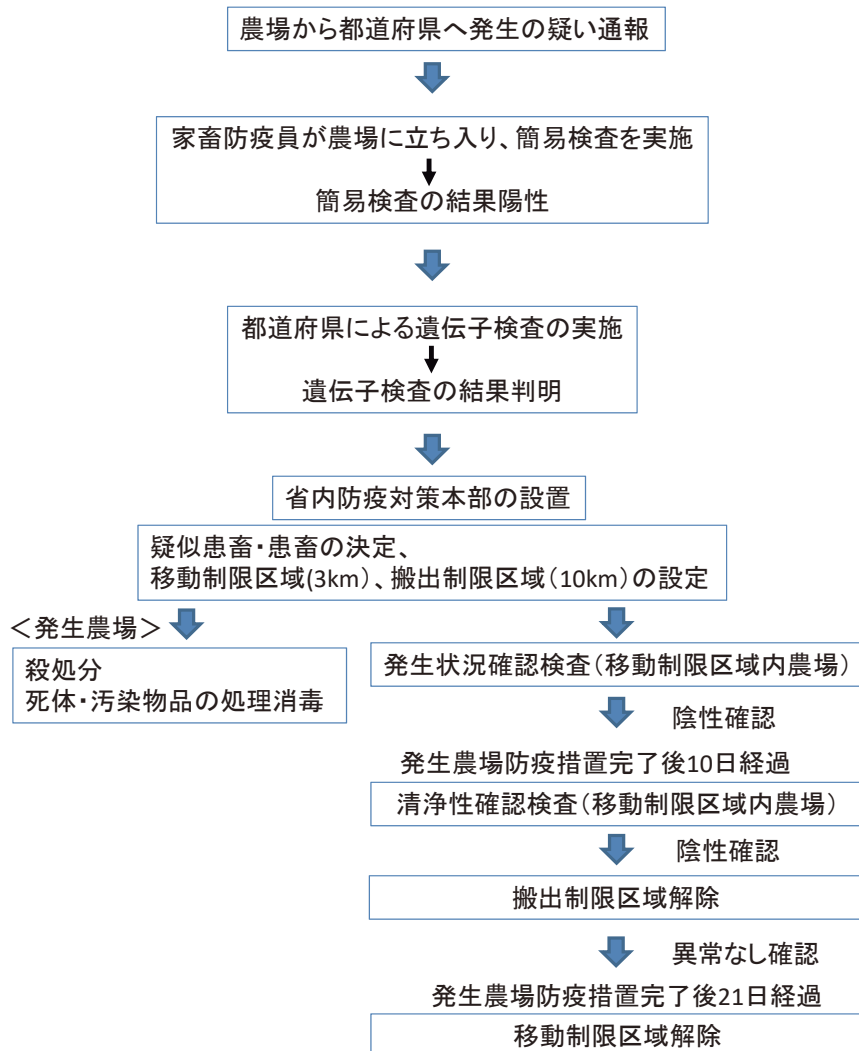 農場から都道府県へ発生の疑い通報
家畜防疫員が農場に立ち入り、簡易検査を実施
簡易検査の結果陽性
都道府県による遺伝子検査の実施
遺伝子検査の結果判明
省内防疫対策本部の設置
疑似患畜・患畜の決定、
移動制限区域(3km)、搬出制限区域（10km）の設定
＜発生農場＞
殺処分
死体・汚染物品の処理消毒
発生状況確認検査（移動制限区域内農場）
陰性確認
発生農場防疫措置完了後10日経過
清浄性確認検査（移動制限区域内農場）
陰性確認
搬出制限区域解除
異常なし確認
発生農場防疫措置完了後21日経過
移動制限区域解除